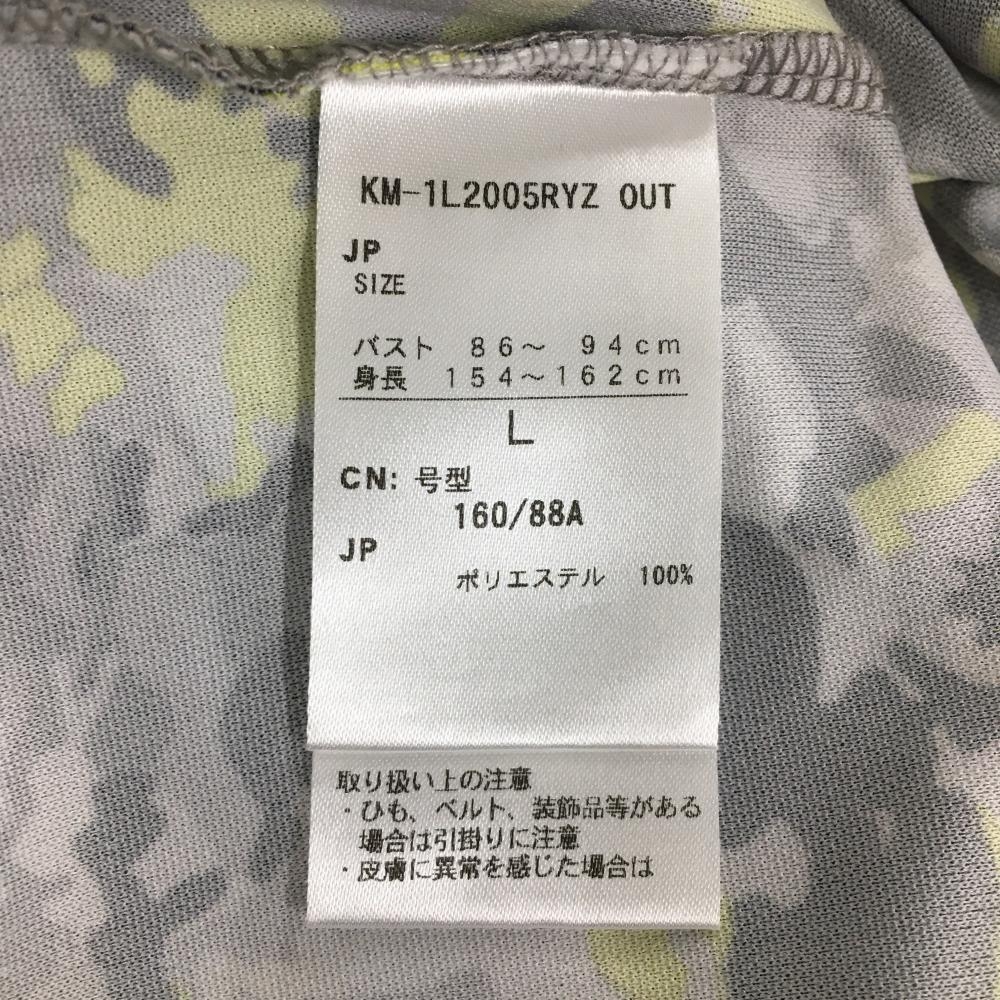 KM-1L2005RYZ OUT
JP
SIZE
バスト 86～ 94cm
身長 154～162cm
L
CN: 号型
160/88A
JP
ポリエステル 100%
取り扱い上の注意
・ひも、ベルト、装飾品等がある
場合は引掛りに注意
・皮膚に異常を感じた場合は